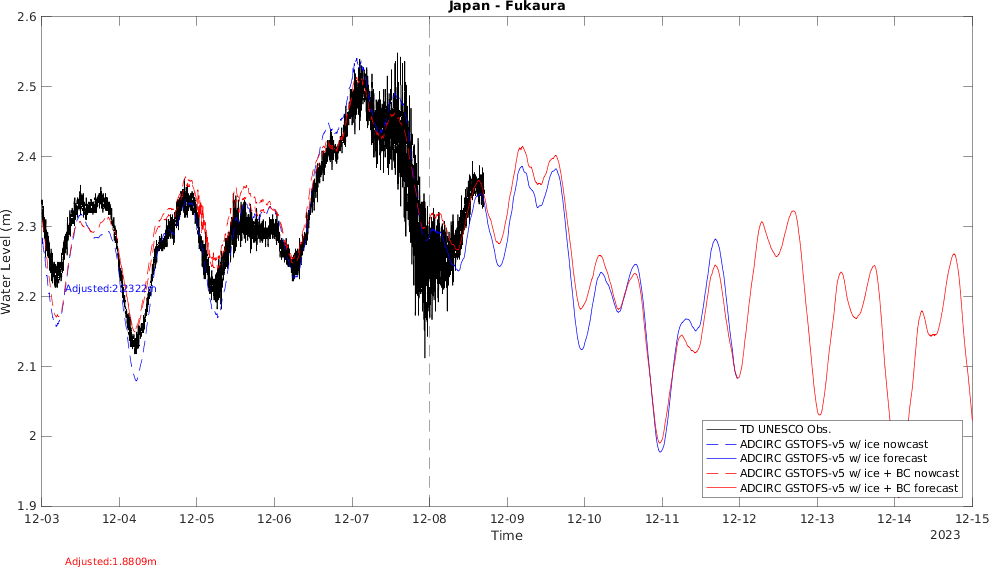 Japan - Fukaura
2.6
2.5
2.4
2.3
2.2
2.1
2
1.9
Water Level (m)
Adjusted:2.2322m
TD UNESCO Obs.
ADCIRC GSTOFS-v5 w/ ice nowcast
ADCIRC GSTOFS-v5 w/ ice forecast
ADCIRC GSTOFS-v5 w/ ice + BC nowcast
ADCIRC GSTOFS-v5 w/ ice + BC forecast
12-03 12-04 12-05 12-06 12-07 12-08 12-09 12-10 12-11 12-12 12-13 12-14 12-15
Time
2023
Adjusted:1.8809m